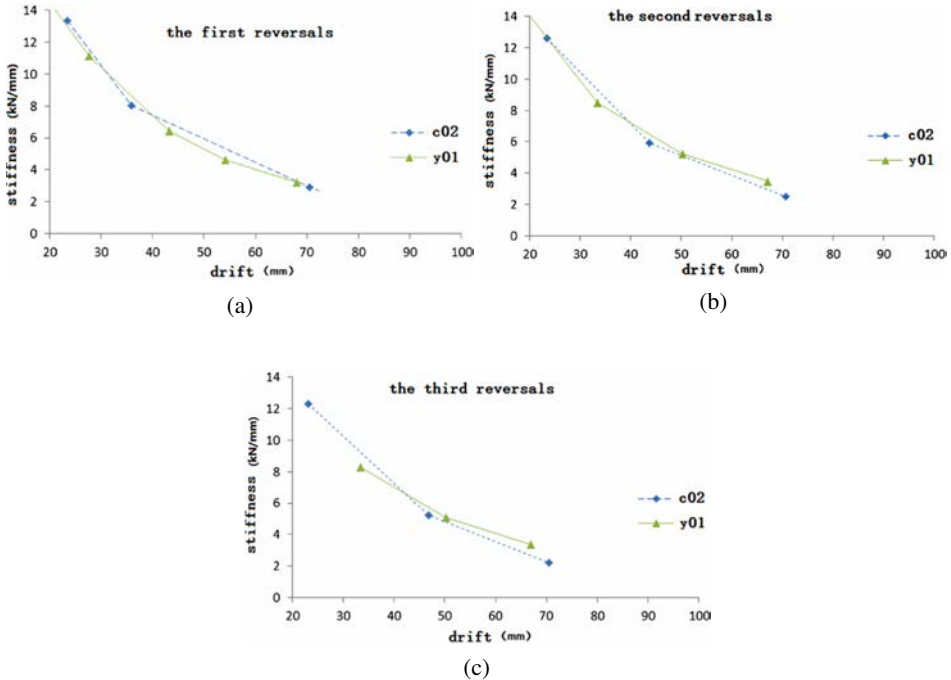 the first reversals
stiffness (kN/mm)
14
12
10
8
6
4
2
0
20 30 40 50 60 70 80 90 100
drift (mm)
c02
y01
(a)
the second reversals
stiffness (kN/mm)
14
12
10
8
6
4
2
0
20 30 40 50 60 70 80 90 1000
drift (mm)
c02
y01
(b)
the third reversals
stiffness (kN/mm)
14
12
10
8
6
4
2
0
20 30 40 50 60 70 80 90 1000
drift (mm)
c02
y01
(c)